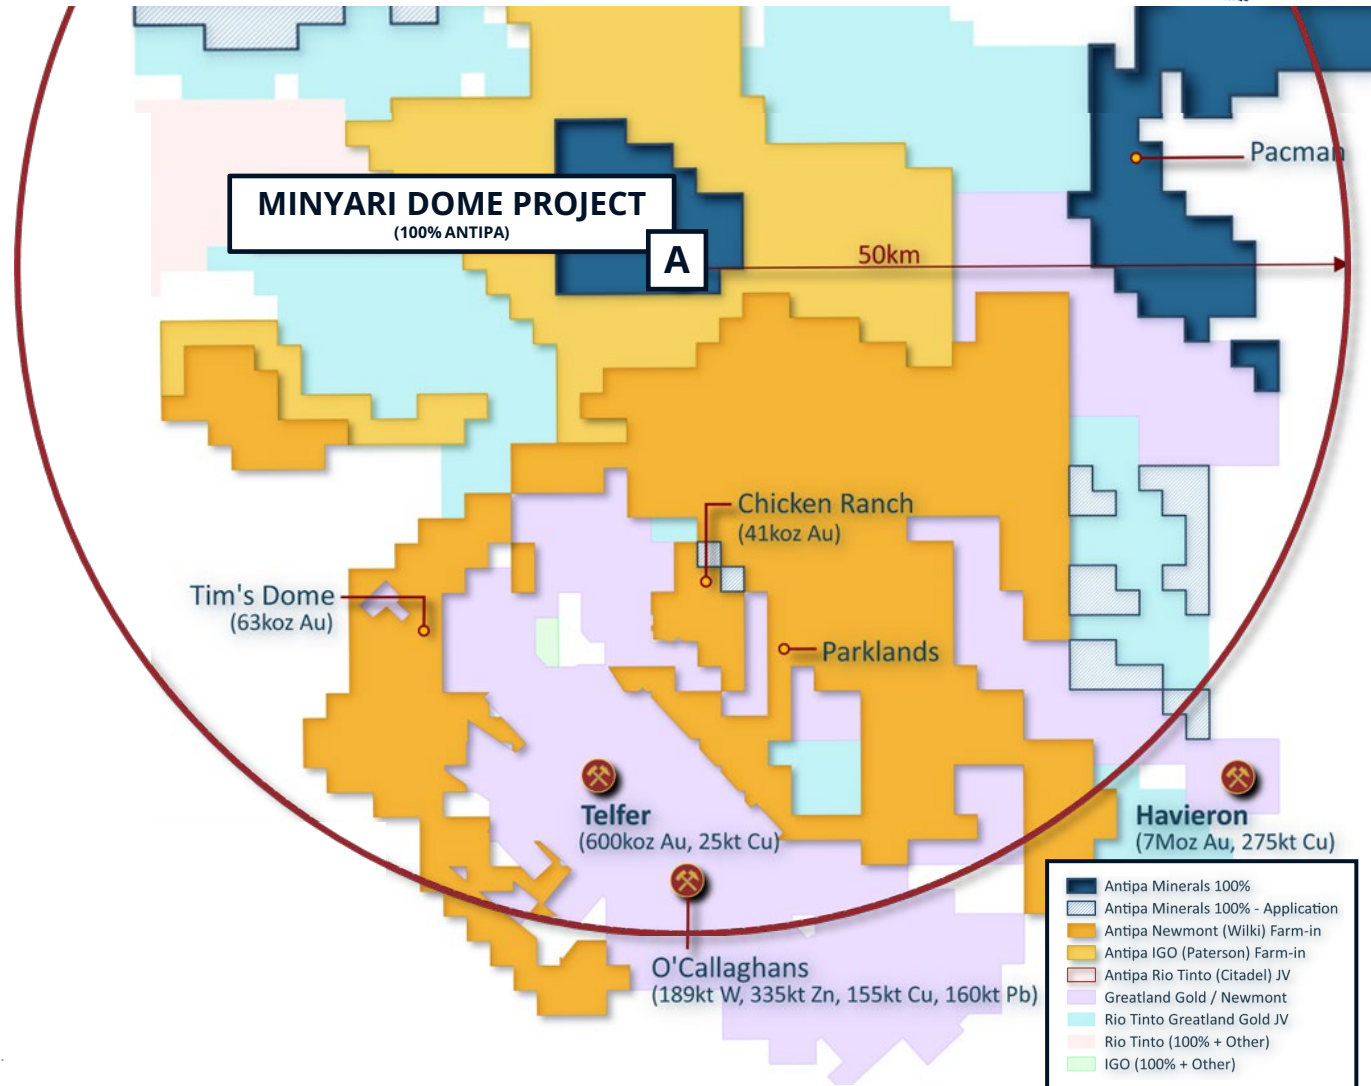 Pacman
MINYARI DOME PROJECT
(100% ANTIPA)
A
50km
Chicken Ranch
(41koz Au)
Tim's Dome
(63koz Au)
Parklands
Telfer
(600koz Au, 25kt Cu)
Havieron
(7Moz Au, 275kt Cu)
O'Callaghans
(189kt W, 335kt Zn, 155kt Cu, 160kt Pb)
Antipa Minerals 100%
Antipa Minerals 100% - Application
Antipa Newmont (Wilki) Farm-in
Antipa IGO (Paterson) Farm-in
Antipa Rio Tinto (Citadel) JV
Greatland Gold / Newmont
Rio Tinto Greatland Gold JV
Rio Tinto (100% + Other)
IGO (100% + Other)